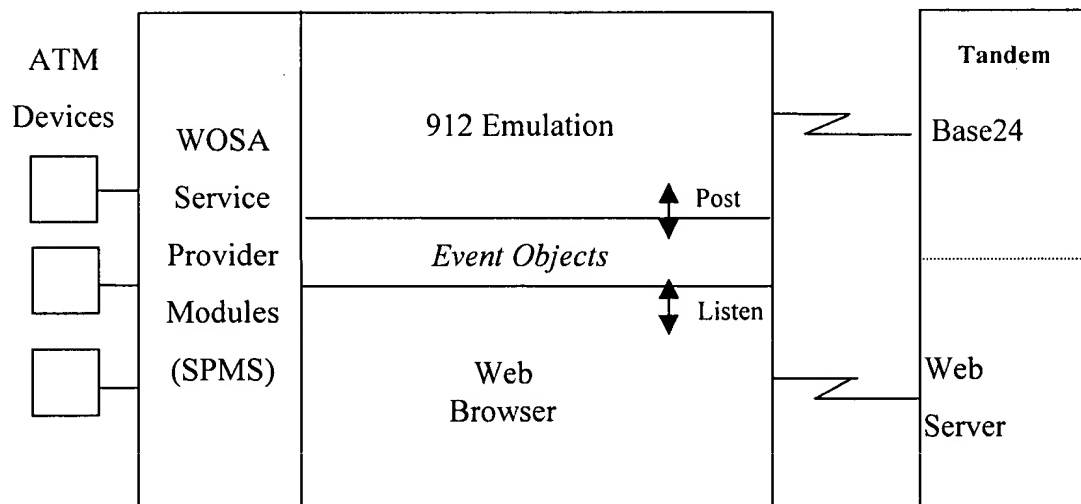 ATM
Devices
WOSA
Service
Provider
Modules
(SPMS)
912 Emulation
Post
Event Objects
Listen
Web
Browser
Tandem
Base24
Web
Server